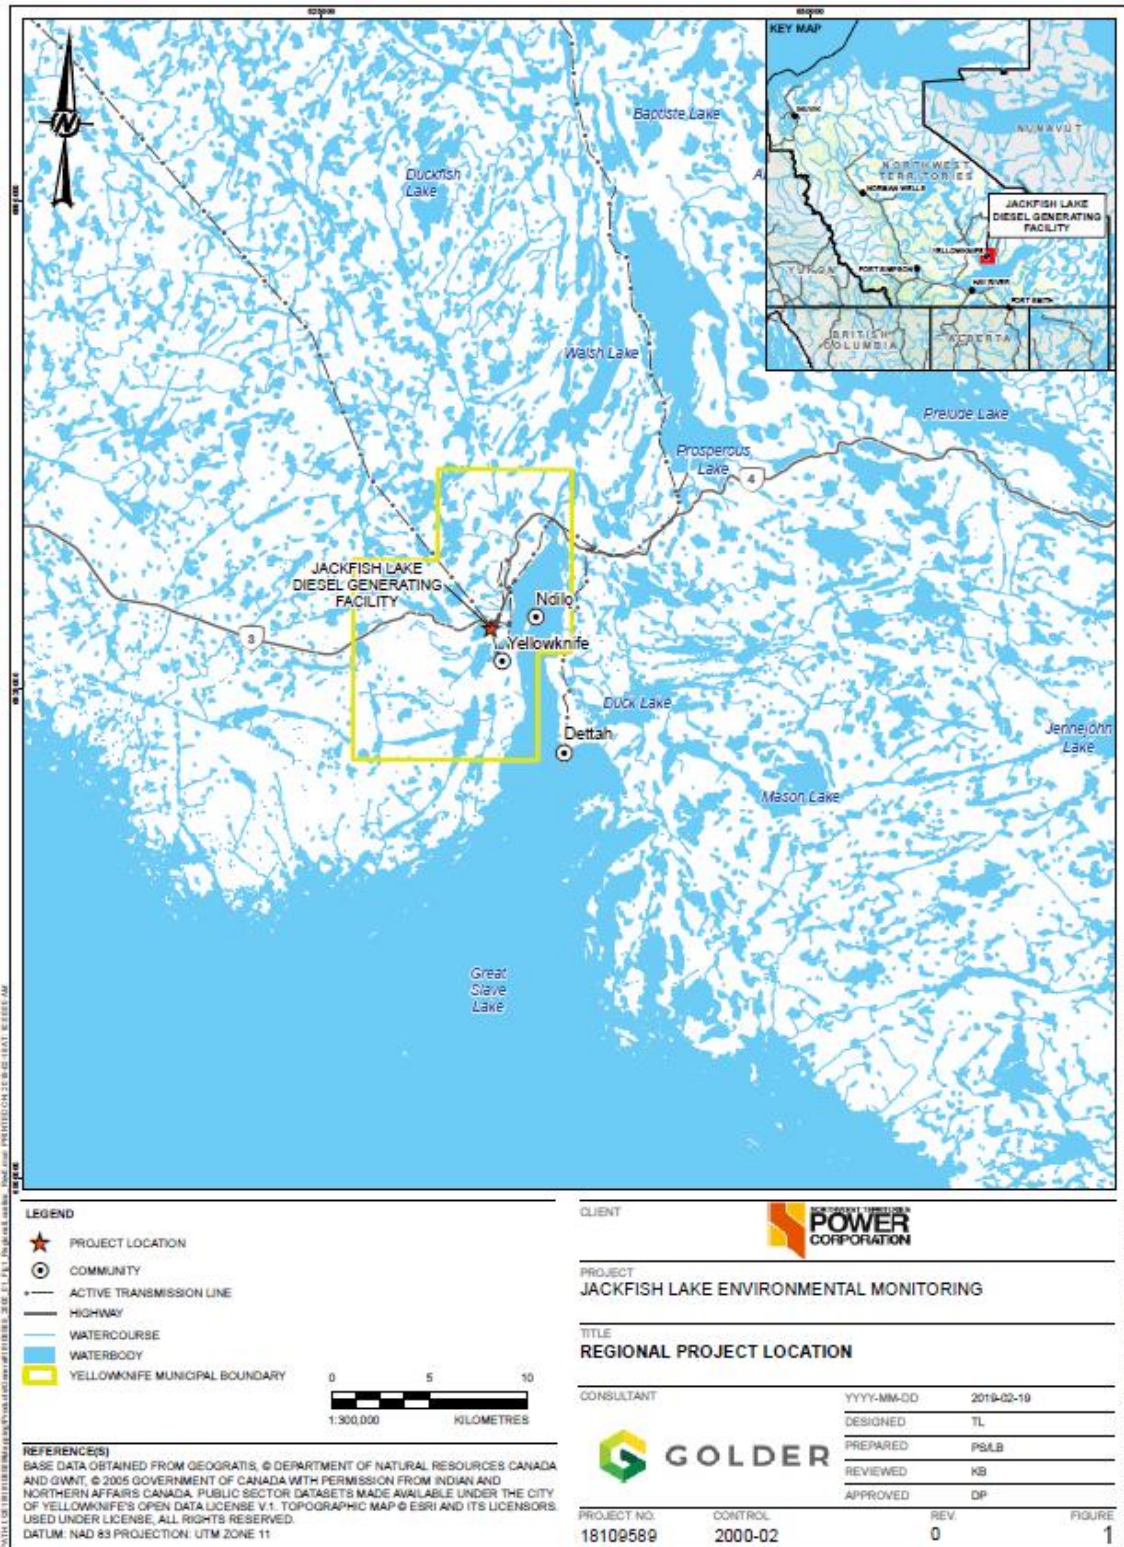 KEY MAP
INUVIK
NUNAVUT
NORTHWEST
TERRITORIES
NORMAN WELLS
JACKFISH LAKE
DIESEL GENERATING
FACILITY
YELLOWKNIFE
FORT SIMPSON
YUKON
HAY RIVER
FORT SMITH
BRITISH
COLUMBIA
ALBERTA
Baptiste Lake
Duckfish
Lake
Walsh Lake
Prelude Lake
Prosperous
Lake
4
JACKFISH LAKE
DIESEL GENERATING
FACILITY
Ndilo
3
Yellowknife
Duck Lake
Dettah
Jennejohn
Lake
Mason Lake
Great
Slave
Lake
LEGEND
PROJECT LOCATION
COMMUNITY
ACTIVE TRANSMISSION LINE
HIGHWAY
WATERCOURSE
WATERBODY
YELLOWKNIFE MUNICIPAL BOUNDARY
0 5 10
1:300,000 KILOMETRES
REFERENCE(S)
BASE DATA OBTAINED FROM GEOGRATIS, © DEPARTMENT OF NATURAL RESOURCES CANADA
AND GWNT, © 2005 GOVERNMENT OF CANADA WITH PERMISSION FROM INDIAN AND
NORTHERN AFFAIRS CANADA. PUBLIC SECTOR DATASETS MADE AVAILABLE UNDER THE CITY
OF YELLOWKNIFE'S OPEN DATA LICENSE V.1. TOPOGRAPHIC MAP © ESRI AND ITS LICENSORS.
USED UNDER LICENSE, ALL RIGHTS RESERVED.
DATUM: NAD 83 PROJECTION: UTM ZONE 11
CLIENT
NORTHWEST TERRITORIES
POWER
CORPORATION
PROJECT
JACKFISH LAKE ENVIRONMENTAL MONITORING
TITLE
REGIONAL PROJECT LOCATION
CONSULTANT
GOLDER
YYYY-MM-DD 2019-02-19
DESIGNED TL
PREPARED PS/LB
REVIEWED KB
APPROVED DP
PROJECT NO. CONTROL REV. FIGURE
18109589 2000-02 0 1